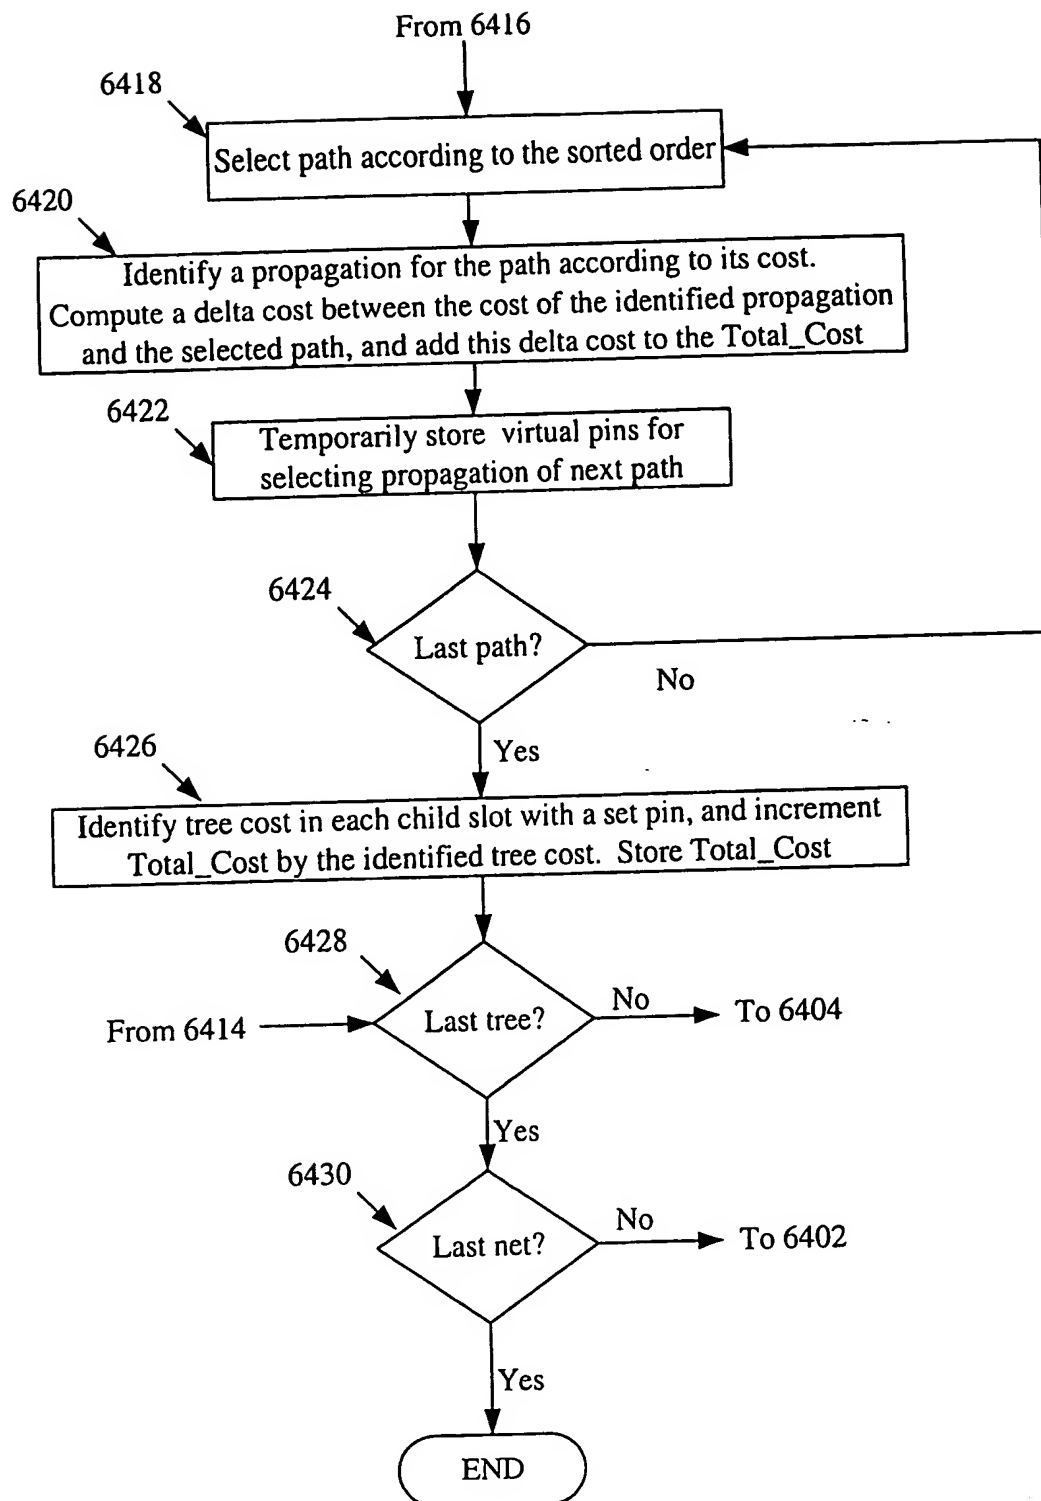 From 6416
6418
Select path according to the sorted order
6420
Identify a propagation for the path according to its cost.
Compute a delta cost between the cost of the identified propagation
and the selected path, and add this delta cost to the Total_Cost
6422
Temporarily store virtual pins for
selecting propagation of next path
6424
Last path?
No
Yes
6426
Identify tree cost in each child slot with a set pin, and increment
Total_Cost by the identified tree cost. Store Total_Cost
6428
From 6414
Last tree?
No
To 6404
Yes
6430
Last net?
No
To 6402
Yes
END